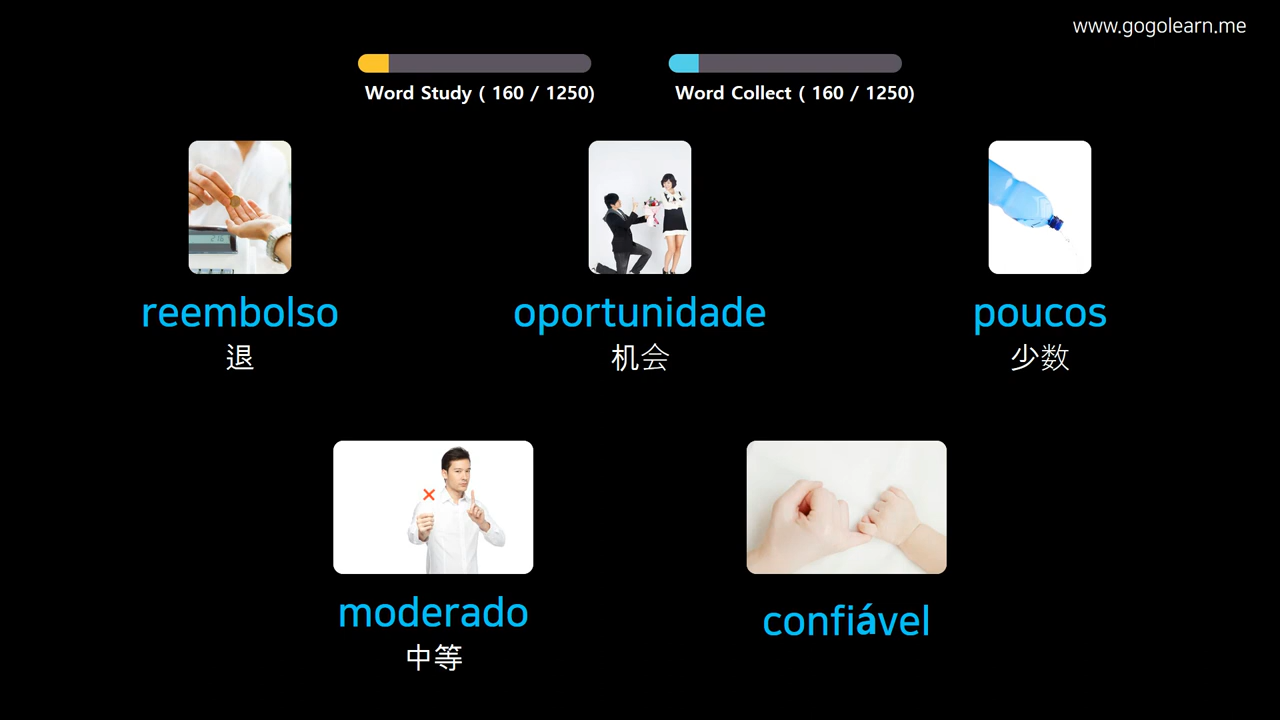 www.gogolearn.me
Word Study ( 160 / 1250)
Word Collect ( 160 / 1250)
reembolso
退
oportunidade
机会
poucos
少数
moderado
中等
confiável